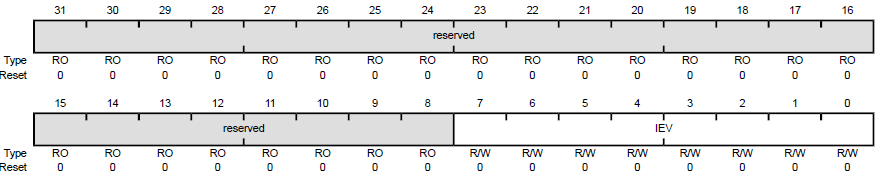 31 30 29 28 27 26 25 24 23 22 21 20 19 18 17 16
reserved
Type RO RO RO RO RO RO RO RO RO RO RO RO RO RO RO RO
Reset 0 0 0 0 0 0 0 0 0 0 0 0 0 0 0 0
15 14 13 12 11 10 9 8 7 6 5 4 3 2 1 0
reserved IEV
Type RO RO RO RO RO RO RO RO R/W R/W R/W R/W R/W R/W R/W R/W
Reset 0 0 0 0 0 0 0 0 0 0 0 0 0 0 0 0